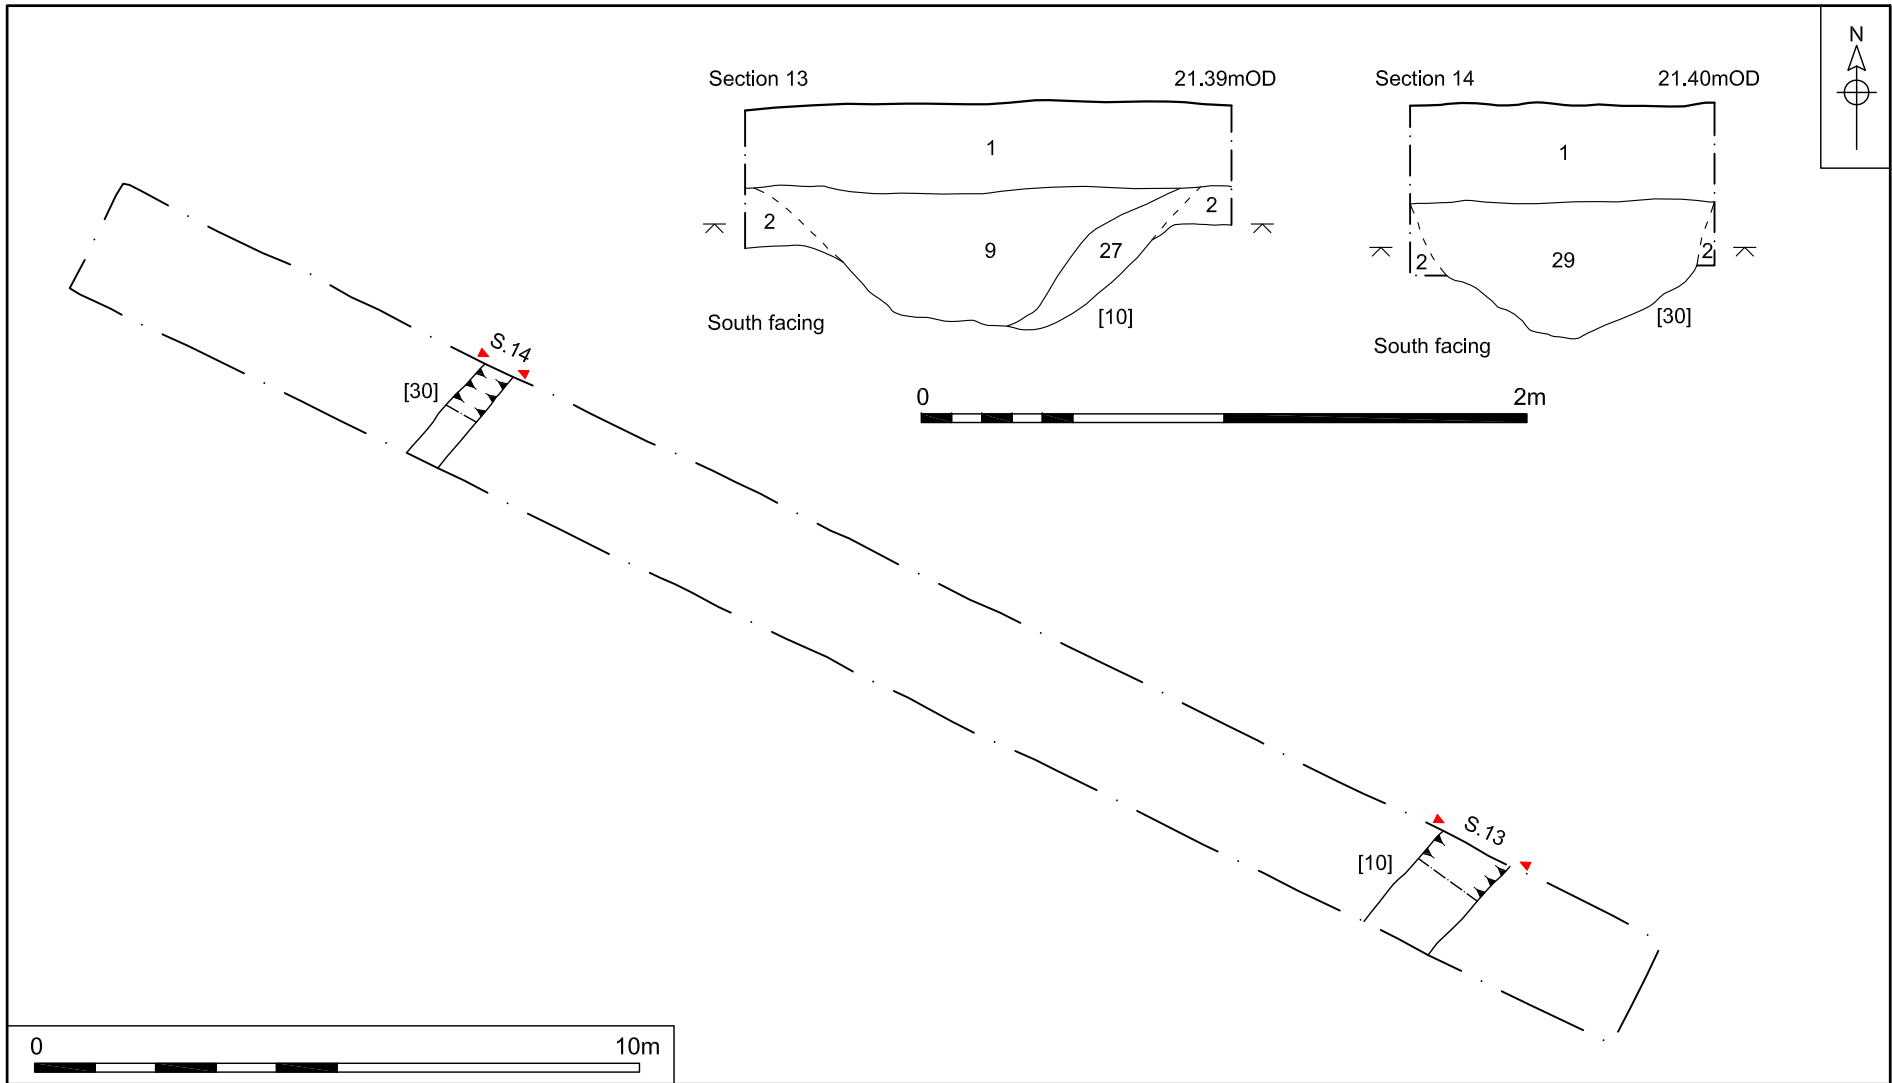 N
Section 13 21.39mOD
1
2 2
9 27
[10]
South facing
Section 14 21.40mOD
1
2 2
29
[30]
South facing
0 2m
S.14
[30]
S.13
[10]
0 10m